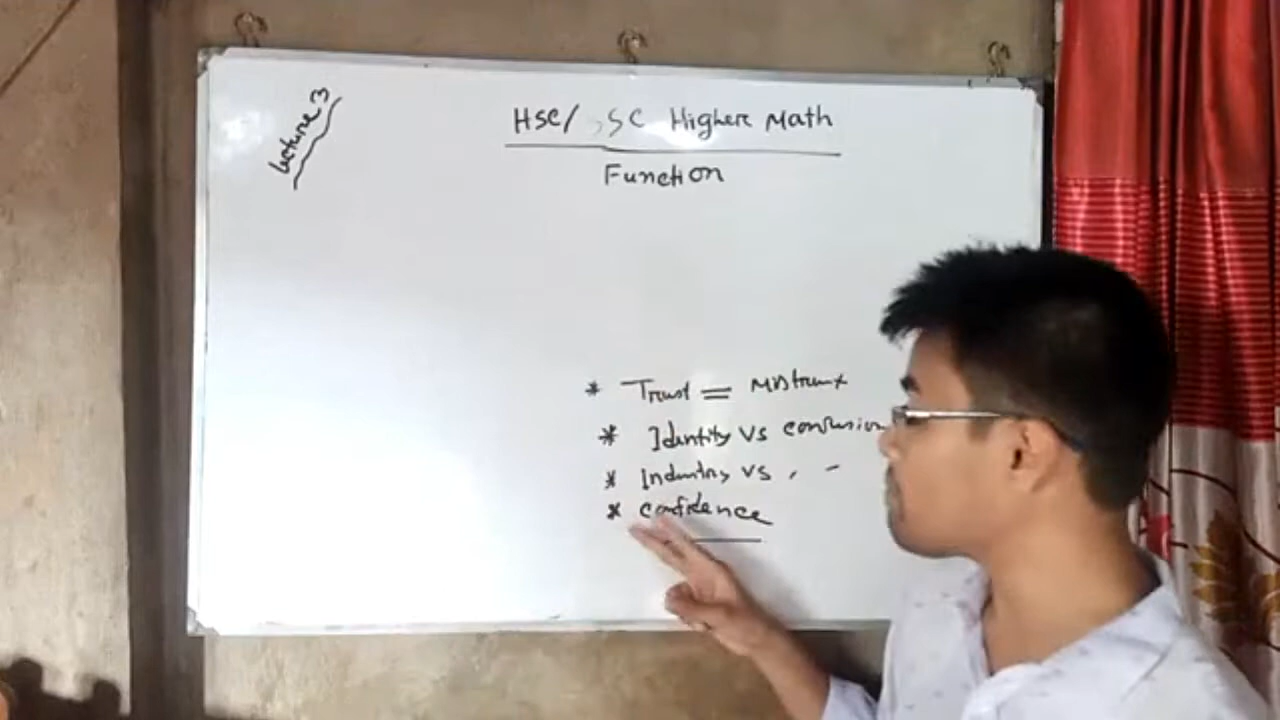 Lecture 3
HSC/ SSC Higher Math
Function
* Trust = Mistrust
* Identity vs confusion
* Industry vs , -
* confidence